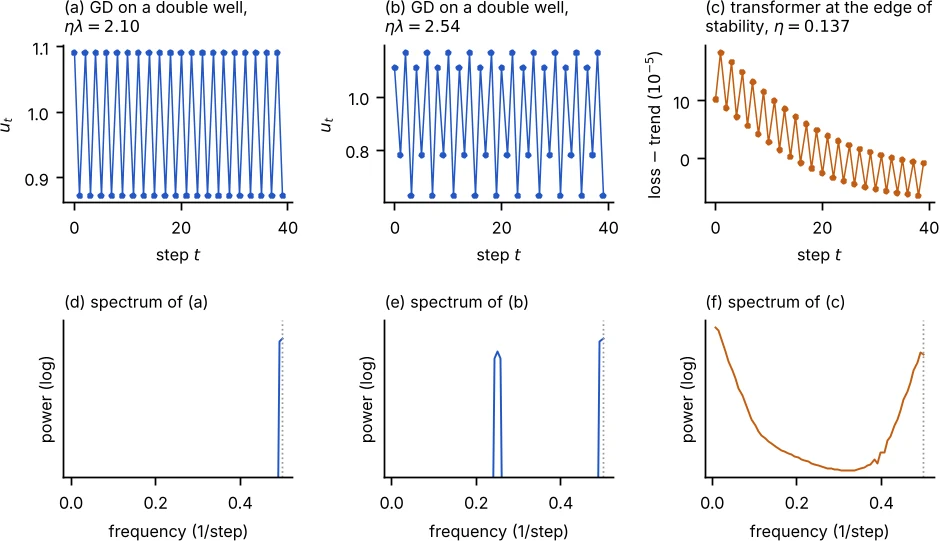 (a) GD on a double well,
ηλ = 2.10
1.1
1.0
0.9
u_t
0 20 40
step t
(b) GD on a double well,
ηλ = 2.54
1.0
0.8
u_t
0 20 40
step t
(c) transformer at the edge of
stability, η = 0.137
10
0
loss − trend (10⁻⁵)
0 20 40
step t
(d) spectrum of (a)
power (log)
0.0 0.2 0.4
frequency (1/step)
(e) spectrum of (b)
power (log)
0.0 0.2 0.4
frequency (1/step)
(f) spectrum of (c)
power (log)
0.0 0.2 0.4
frequency (1/step)